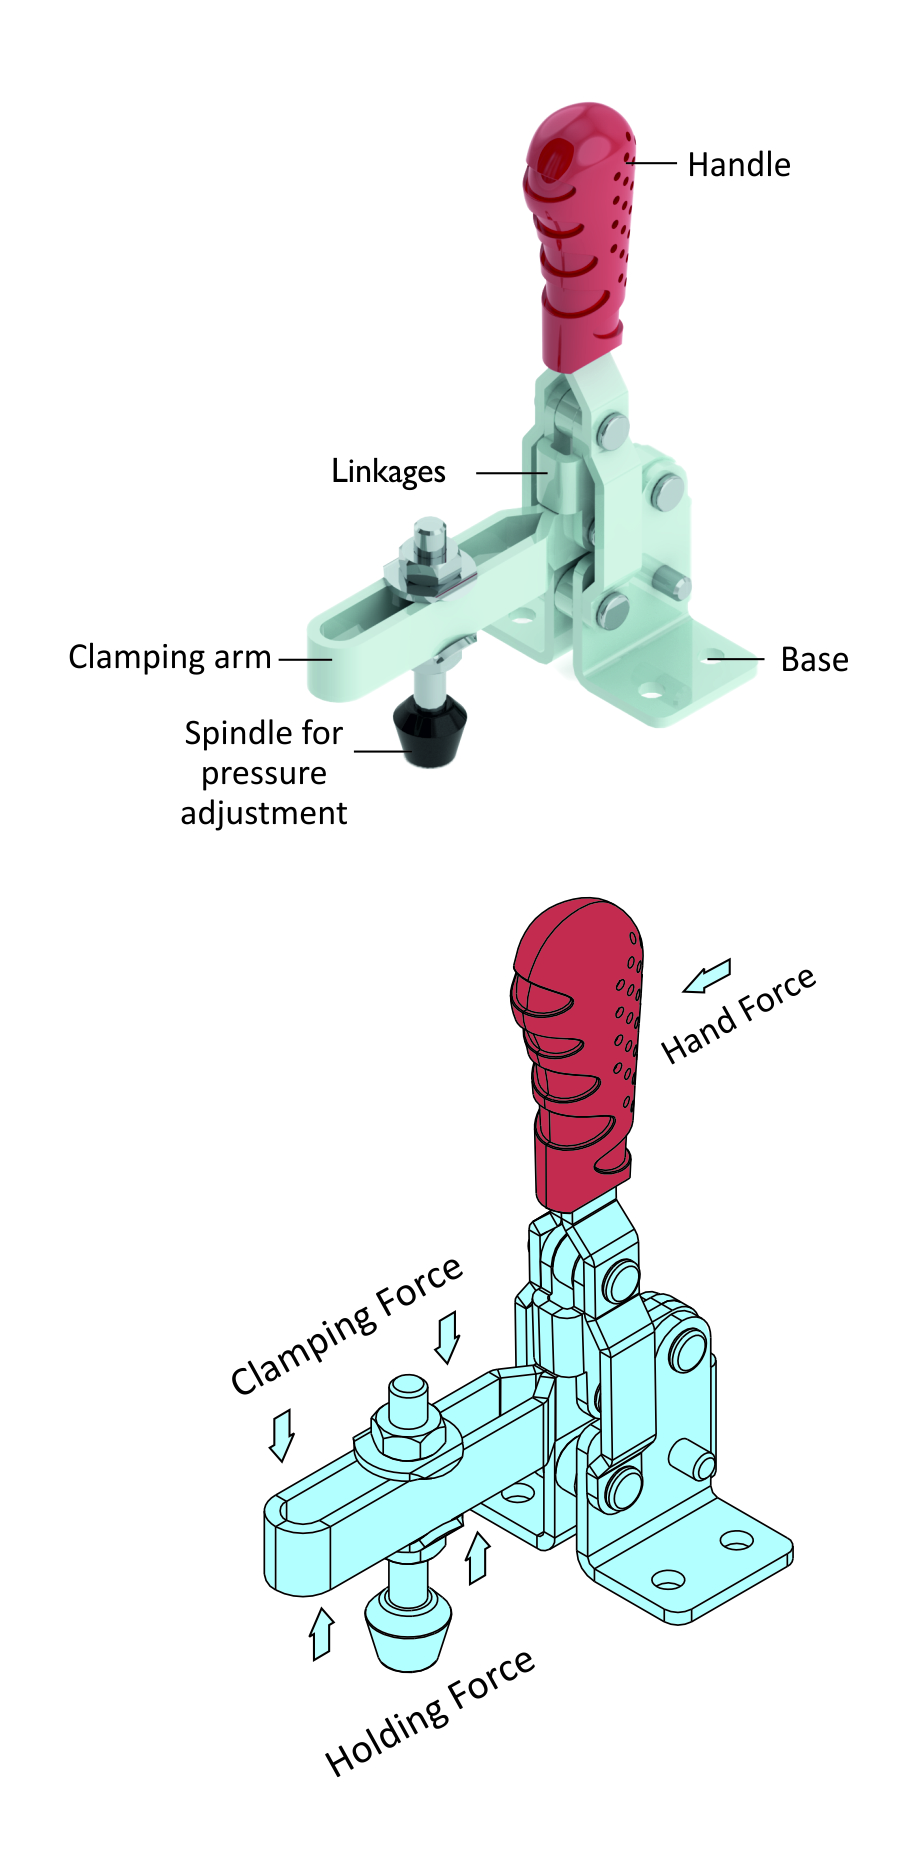 Handle
Linkages
Clamping arm
Base
Spindle for
pressure
adjustment
Hand Force
Clamping Force
Holding Force